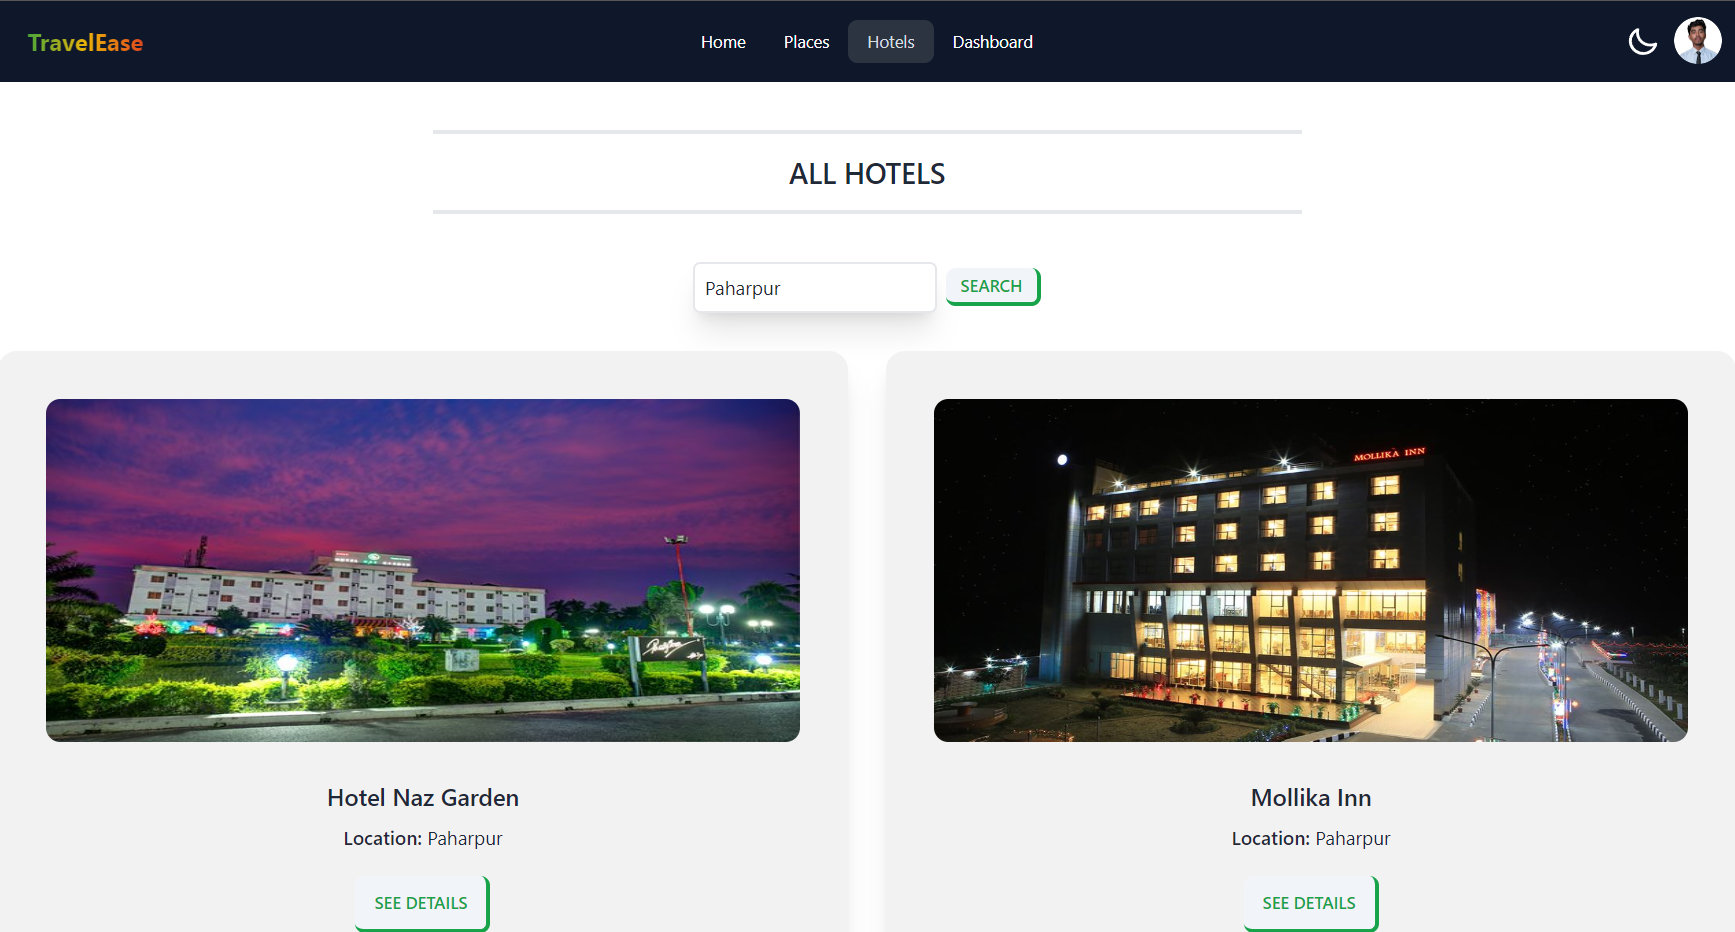 TravelEase
Home Places Hotels Dashboard
ALL HOTELS
Paharpur SEARCH
MOLLIKA INN
Hotel Naz Garden
Location: Paharpur
SEE DETAILS
Mollika Inn
Location: Paharpur
SEE DETAILS